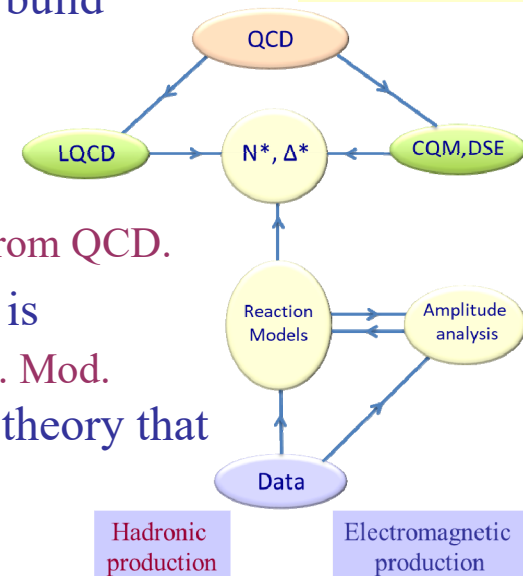 build
QCD
LQCD
N*, Δ*
CQM,DSE
rom QCD.
is
. Mod.
theory that
Reaction
Models
Amplitude
analysis
Data
Hadronic
production
Electromagnetic
production